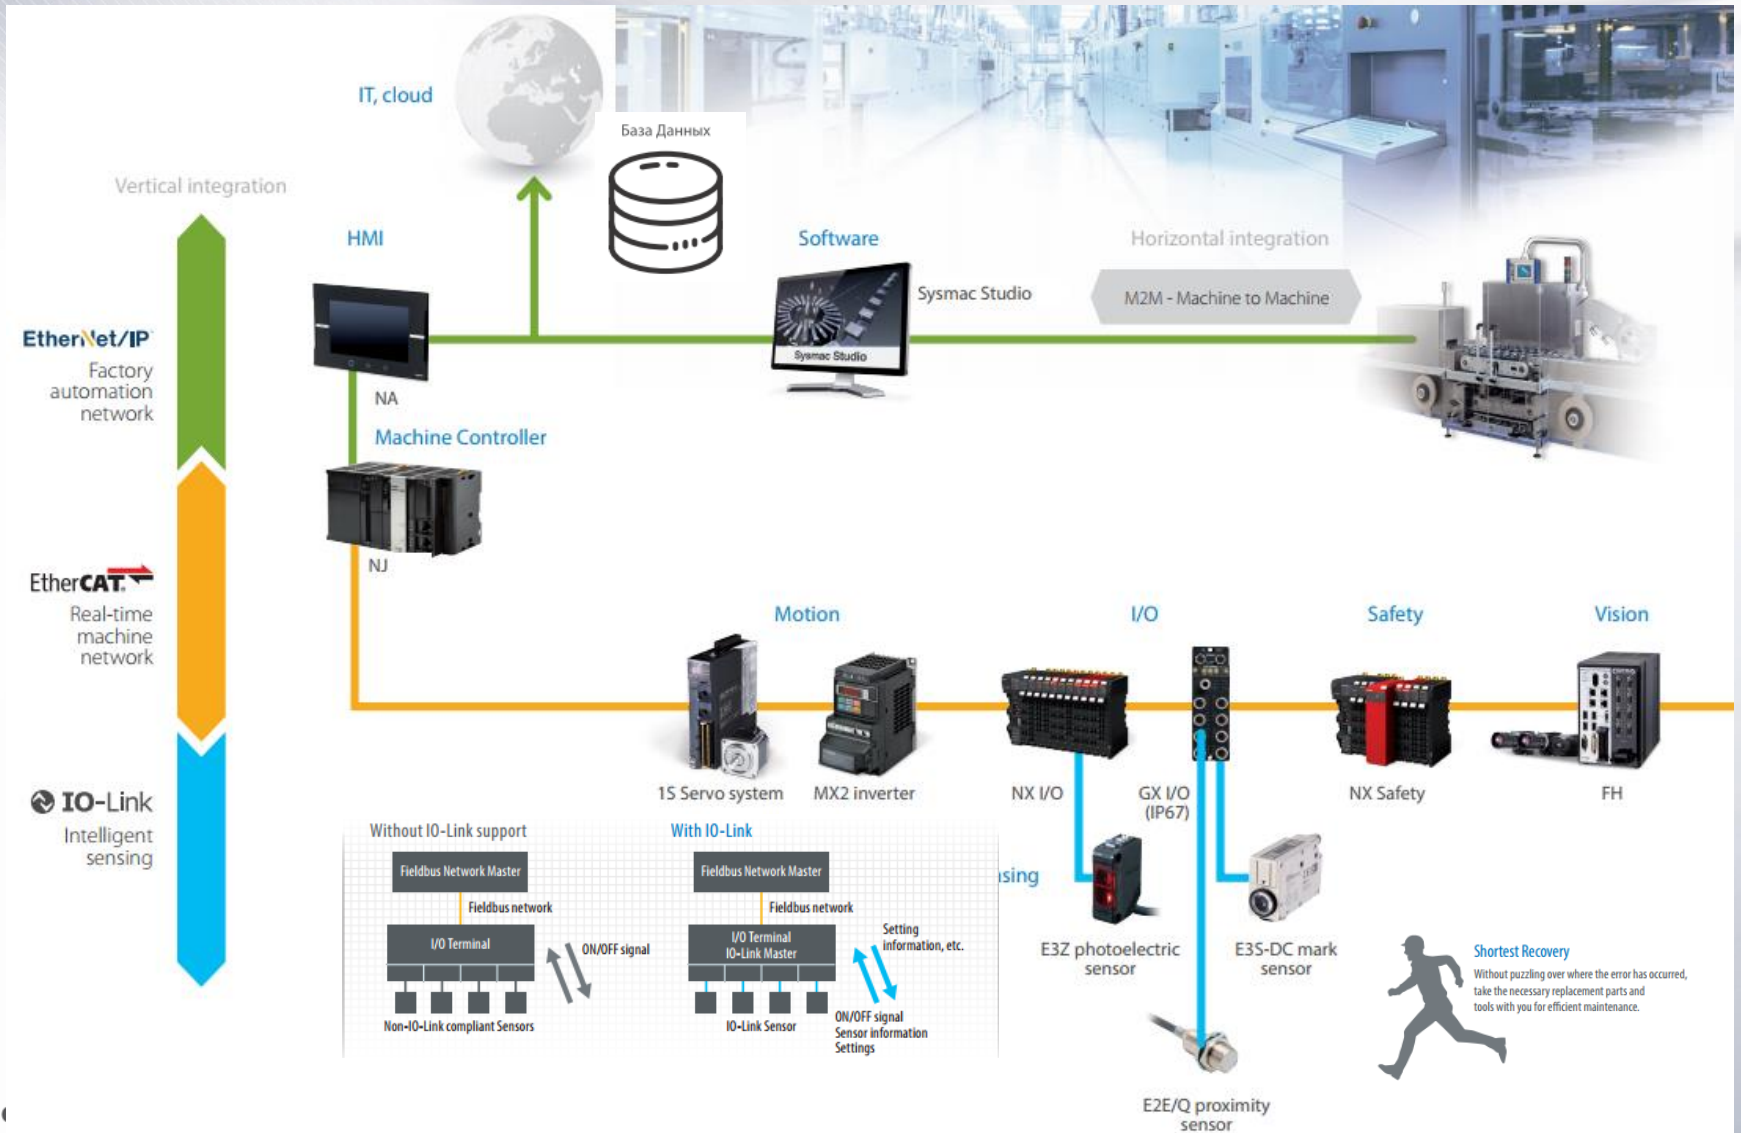 IT, cloud
База Данных
Vertical integration
HMI
Software
Horizontal integration
Sysmac Studio
M2M - Machine to Machine
Sysmac Studio
EtherNet/IP
Factory
automation
network
NA
Machine Controller
NJ
EtherCAT
Real-time
machine
network
Motion
I/O
Safety
Vision
1S Servo system
MX2 inverter
NX I/O
GX I/O
(IP67)
NX Safety
FH
IO-Link
Intelligent
sensing
Without IO-Link support
With IO-Link
Fieldbus Network Master
Fieldbus Network Master
Fieldbus network
Fieldbus network
I/O Terminal
ON/OFF signal
I/O Terminal
IO-Link Master
Setting
information, etc.
Non-IO-Link compliant Sensors
IO-Link Sensor
ON/OFF signal
Sensor information
Settings
sing
E3Z photoelectric
sensor
E3S-DC mark
sensor
E2E/Q proximity
sensor
Shortest Recovery
Without puzzling over where the error has occurred,
take the necessary replacement parts and
tools with you for efficient maintenance.